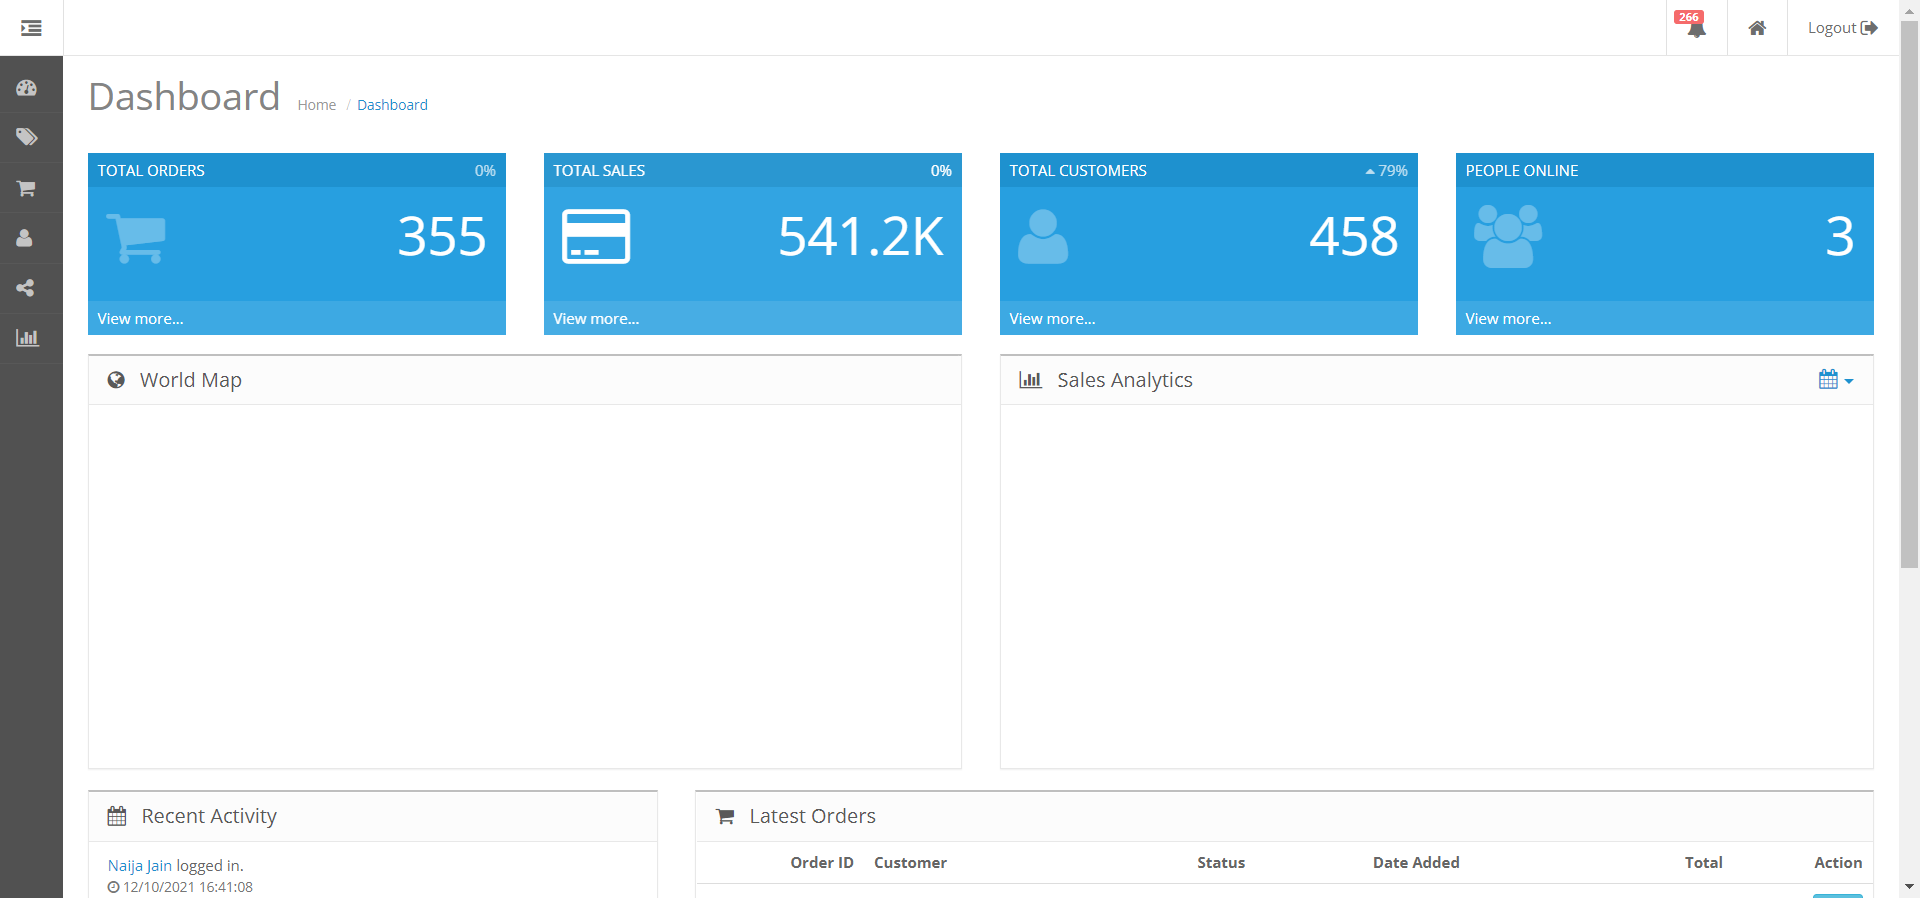 266
Logout
Dashboard
Home / Dashboard
TOTAL ORDERS 0%
355
View more...
TOTAL SALES 0%
541.2K
View more...
TOTAL CUSTOMERS 79%
458
View more...
PEOPLE ONLINE
3
View more...
World Map
Sales Analytics
Recent Activity
Naija Jain logged in.
12/10/2021 16:41:08
Latest Orders
Order ID Customer Status Date Added Total Action